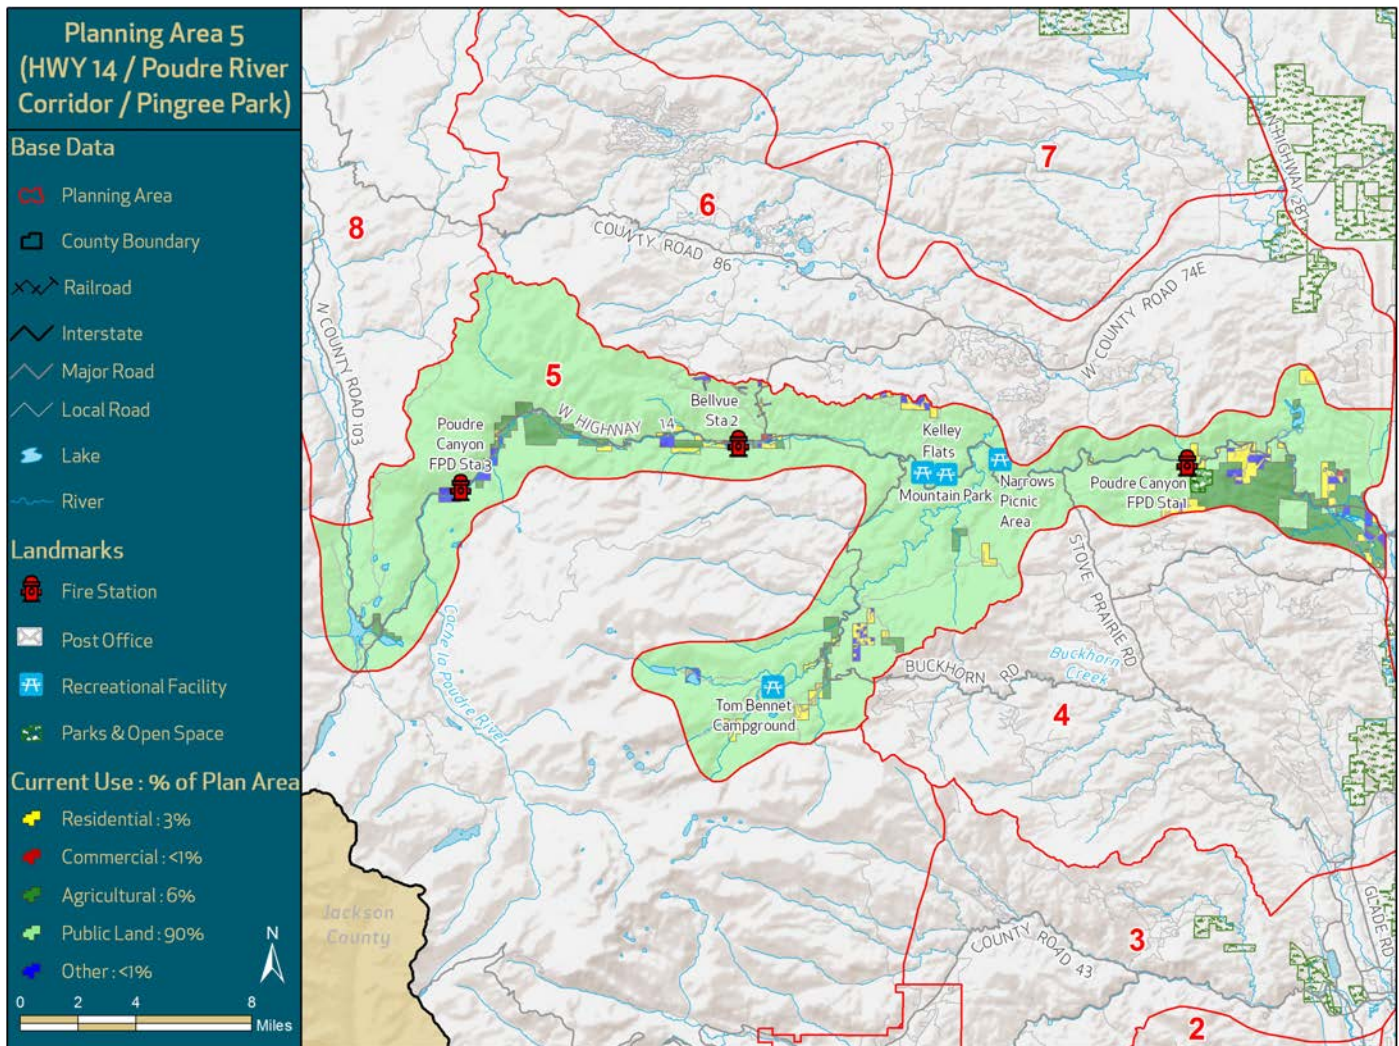 Planning Area 5
(HWY 14 / Poudre River
Corridor / Pingree Park)
Base Data
Planning Area
County Boundary
Railroad
Interstate
Major Road
Local Road
Lake
River
Landmarks
Fire Station
Post Office
Recreational Facility
Parks & Open Space
Current Use : % of Plan Area
Residential : 3%
Commercial : <1%
Agricultural : 6%
Public Land : 90%
Other : <1%
N
0 2 4 8
Miles
8
6
7
5
4
3
2
N HIGHWAY 287
COUNTY ROAD 86
W COUNTY ROAD 74E
N COUNTY ROAD 103
W HIGHWAY 14
Bellvue
Sta 2
Poudre
Canyon
FPD Sta 3
Kelley
Flats
Mountain Park
Narrows
Picnic
Area
Poudre Canyon
FPD Sta 1
STOVE PRAIRIE RD
Cache la Poudre River
BUCKHORN RD
Buckhorn
Creek
Tom Bennet
Campground
Jackson
County
COUNTY ROAD 43
GLADE RD